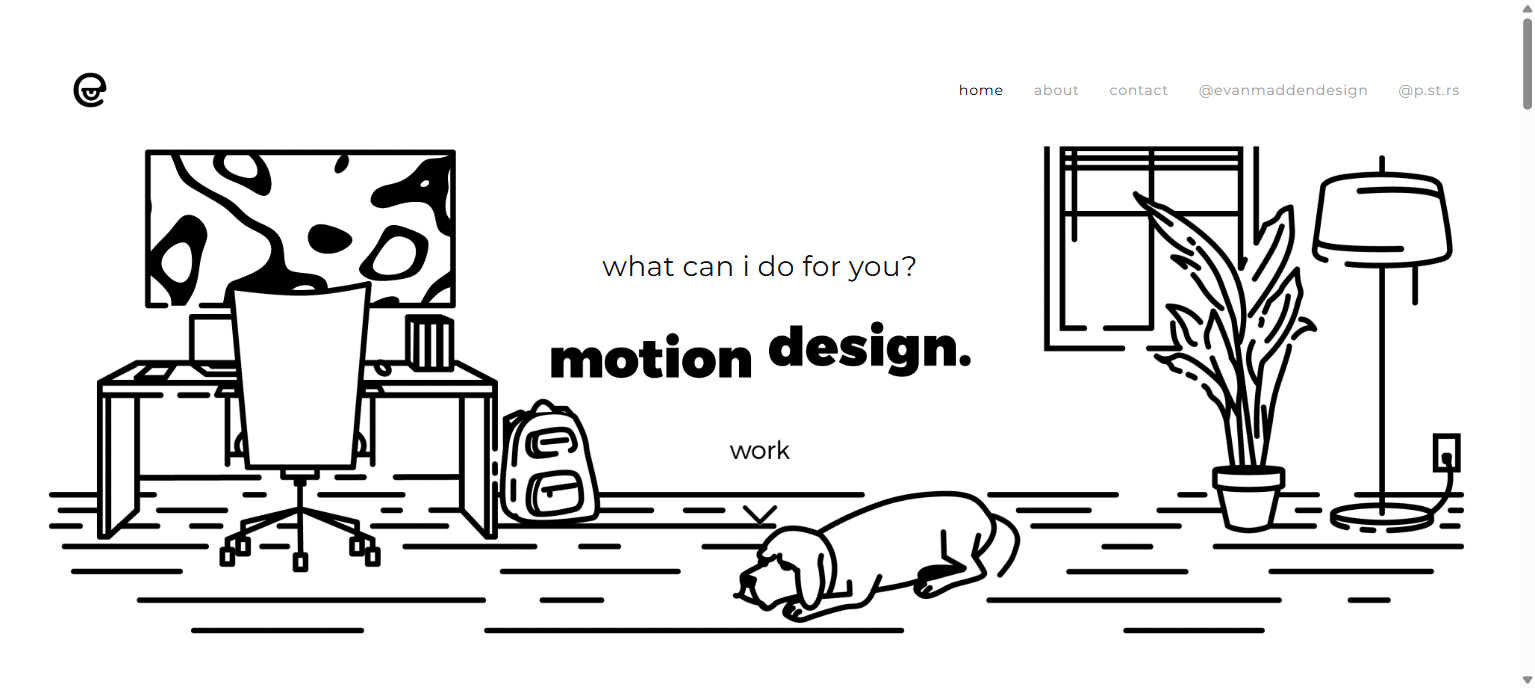 home about contact @evanmaddendesign @p.st.rs
what can i do for you?
motion design.
work